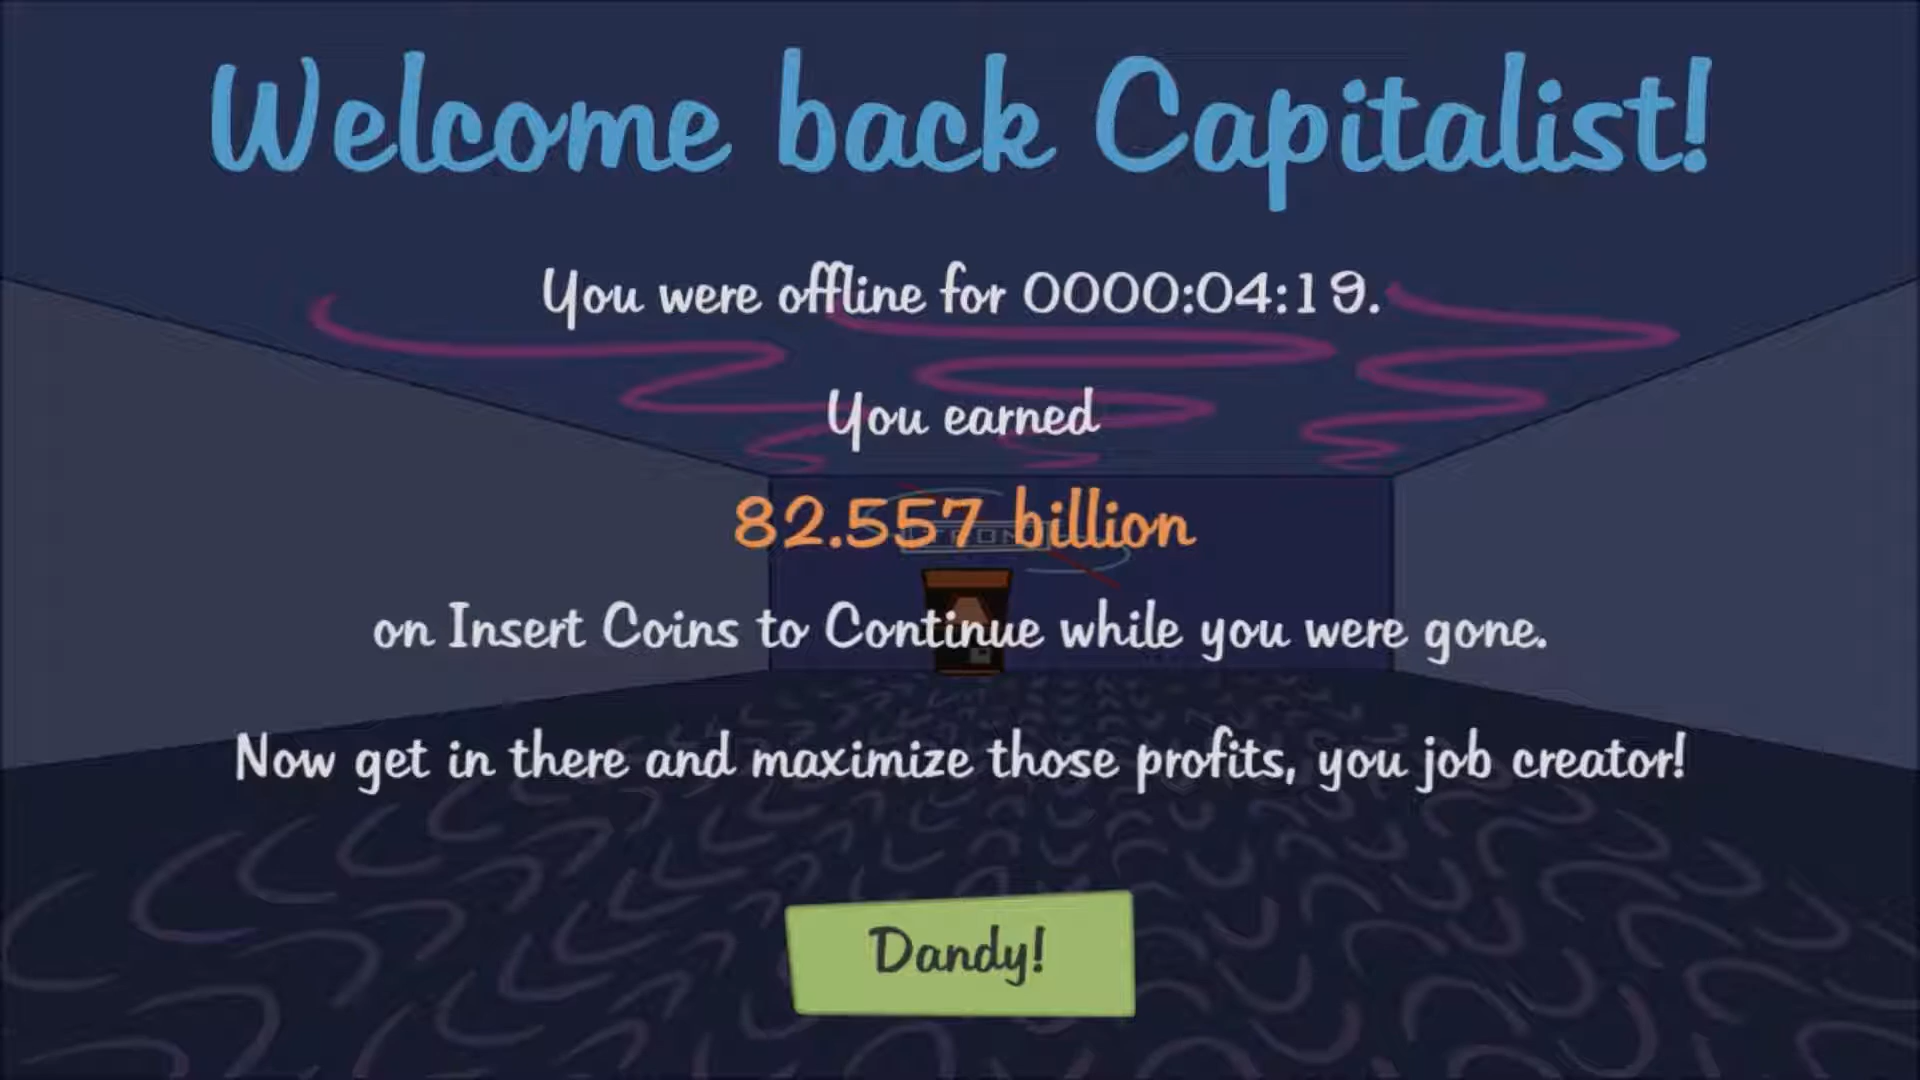 Welcome back Capitalist!
You were offline for 0000:04:19.
You earned
82.557 billion
on Insert Coins to Continue while you were gone.
Now get in there and maximize those profits, you job creator!
Dandy!